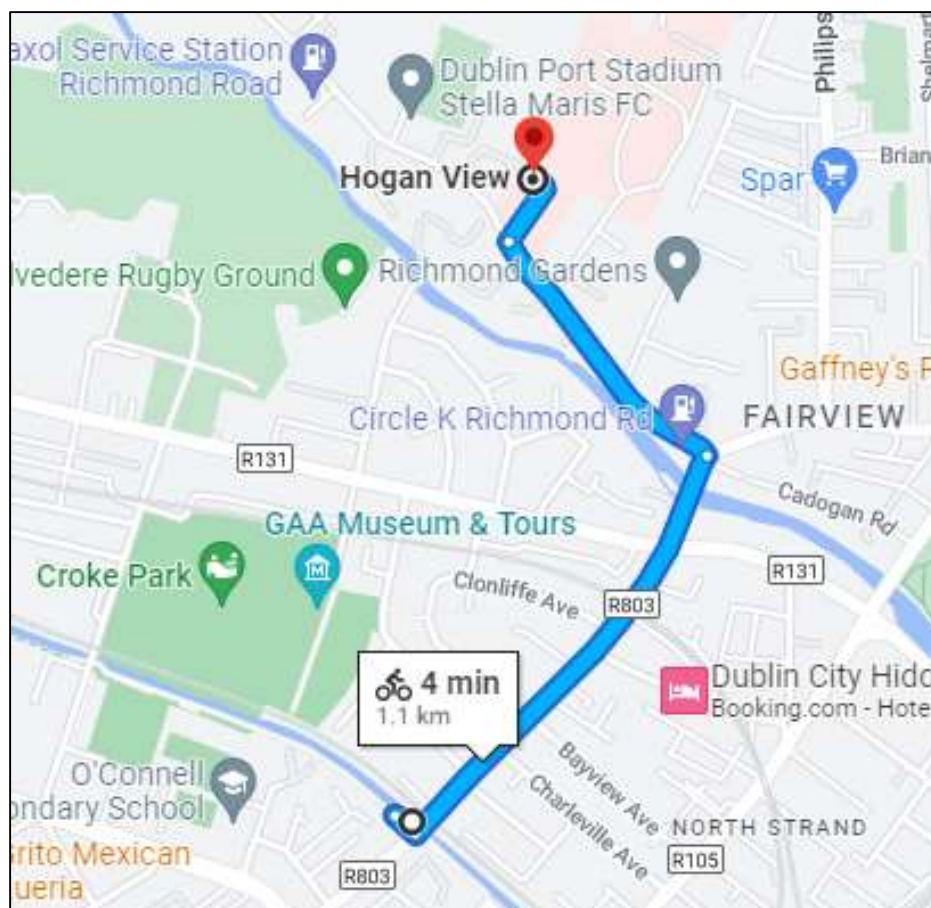 axol Service Station
Richmond Road
Dublin Port Stadium
Stella Maris FC
Philips
Shelmart
Hogan View
Spar
Brian
lvedere Rugby Ground
Richmond Gardens
Gaffney's P
Circle K Richmond Rd
FAIRVIEW
R131
Cadogan Rd
GAA Museum & Tours
Croke Park
Clonliffe Ave
R131
R803
4 min
1.1 km
Dublin City Hidd
Booking.com - Hote
O'Connell
ondary School
Bayview Ave
Charleville Ave
NORTH STRAND
rito Mexican
ueria
R803
R105